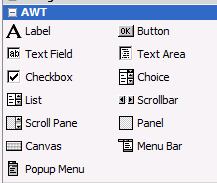 AWT
A Label
OK Button
Text Field
Text Area
Checkbox
Choice
List
Scrollbar
Scroll Pane
Panel
Canvas
Menu Bar
Popup Menu